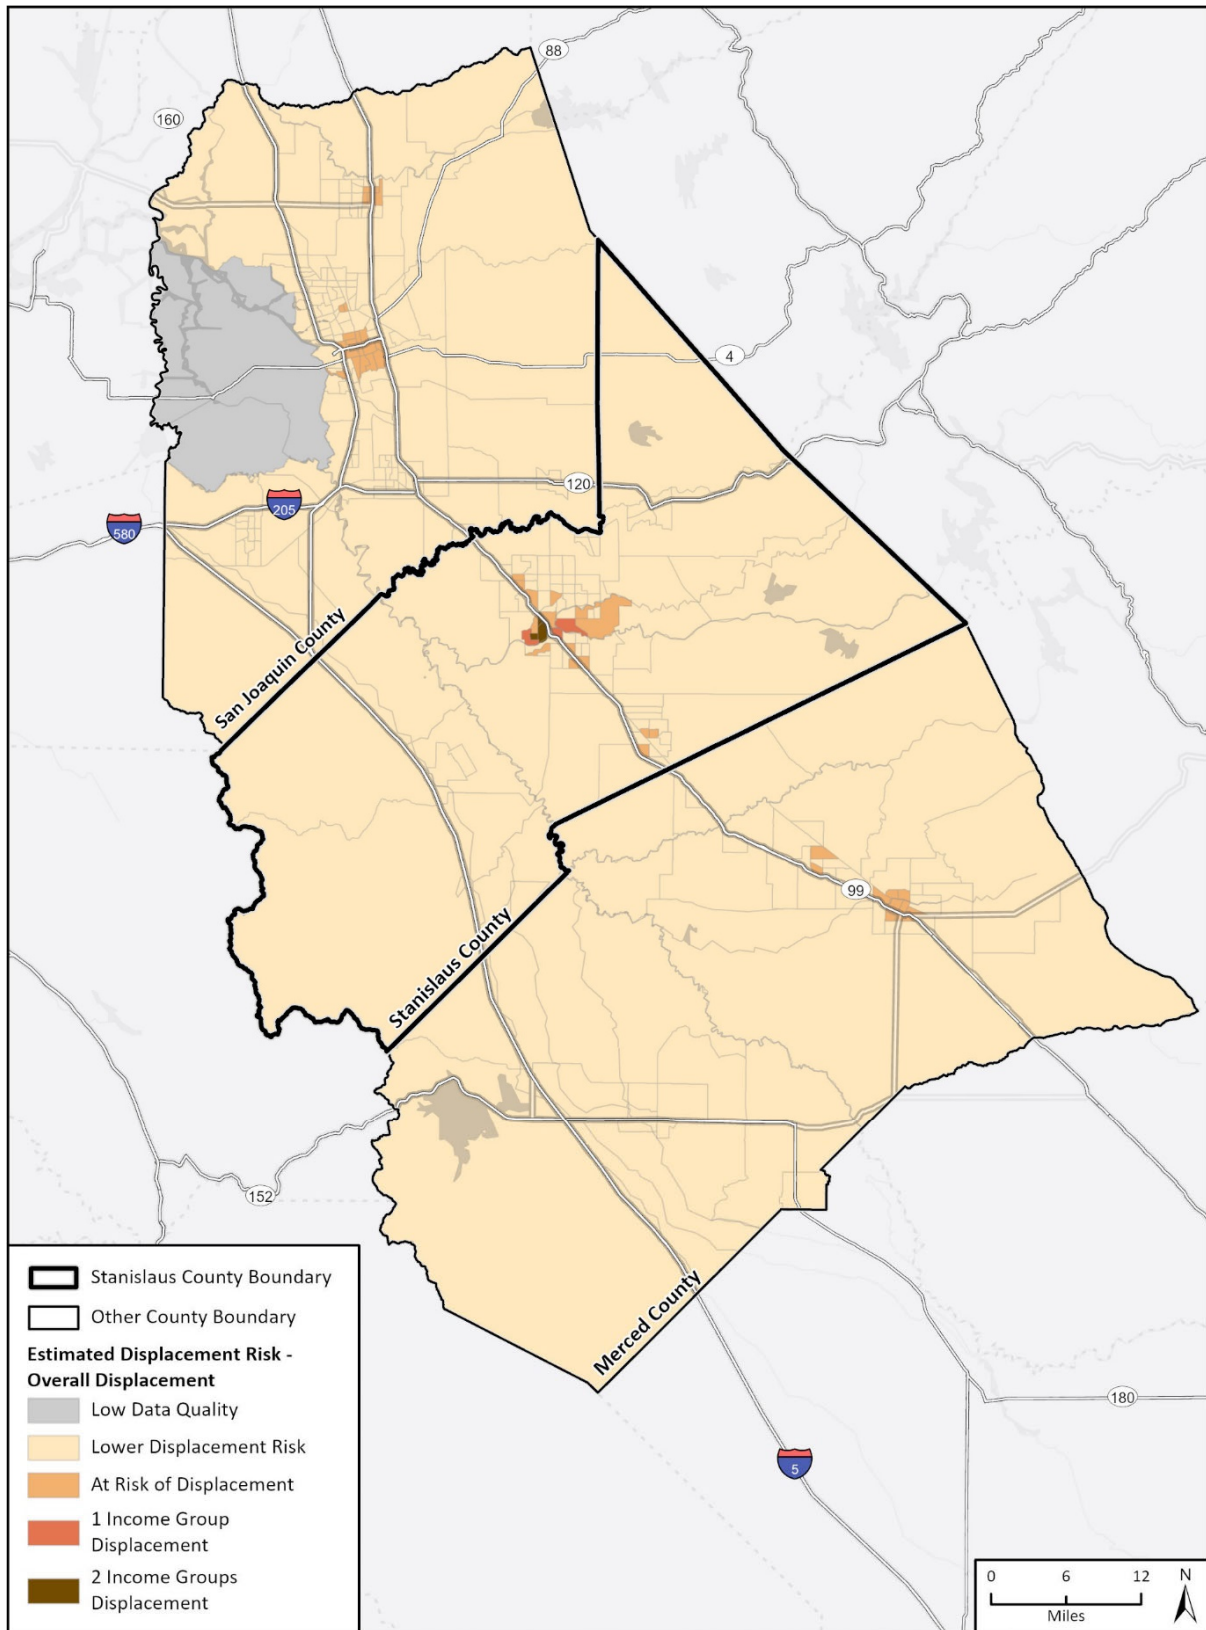 88
160
4
120
205
580
San Joaquin County
99
Stanislaus County
152
Merced County
180
5
Stanislaus County Boundary
Other County Boundary
Estimated Displacement Risk -
Overall Displacement
Low Data Quality
Lower Displacement Risk
At Risk of Displacement
1 Income Group
Displacement
2 Income Groups
Displacement
0 6 12 N
Miles